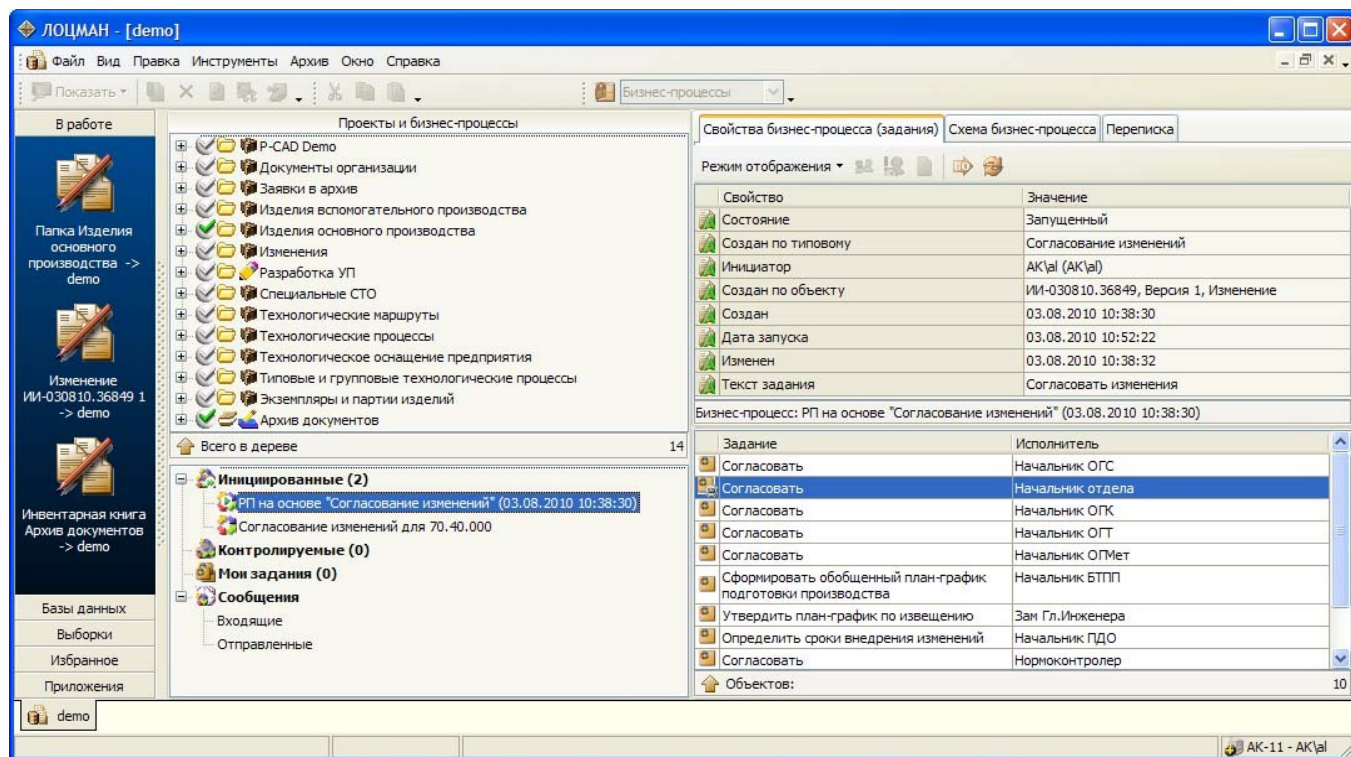 ЛОЦМАН - [demo]
Файл Вид Правка Инструменты Архив Окно Справка
Показать
Бизнес-процессы
В работе
Папка Изделия
основного
производства ->
demo
Изменение
ИИ-030810.36849 1
-> demo
Инвентарная книга
Архив документов
-> demo
Базы данных
Выборки
Избранное
Приложения
Проекты и бизнес-процессы
P-CAD Demo
Документы организации
Заявки в архив
Изделия вспомогательного производства
Изделия основного производства
Изменения
Разработка УП
Специальные СТО
Технологические маршруты
Технологические процессы
Технологическое оснащение предприятия
Типовые и групповые технологические процессы
Экземпляры и партии изделий
Архив документов
Всего в дереве 14
Инициированные (2)
РП на основе "Согласование изменений" (03.08.2010 10:38:30)
Согласование изменений для 70.40.000
Контролируемые (0)
Мои задания (0)
Сообщения
Входящие
Отправленные
Свойства бизнес-процесса (задания) Схема бизнес-процесса Переписка
Режим отображения
Свойство Значение
Состояние Запущенный
Создан по типовому Согласование изменений
Инициатор AK\al (AK\al)
Создан по объекту ИИ-030810.36849, Версия 1, Изменение
Создан 03.08.2010 10:38:30
Дата запуска 03.08.2010 10:52:22
Изменен 03.08.2010 10:38:32
Текст задания Согласовать изменения
Бизнес-процесс: РП на основе "Согласование изменений" (03.08.2010 10:38:30)
Задание Исполнитель
Согласовать Начальник ОГС
Согласовать Начальник отдела
Согласовать Начальник ОГК
Согласовать Начальник ОГТ
Согласовать Начальник ОГМет
Сформировать обобщенный план-график Начальник БТПП
подготовки производства
Утвердить план-график по извещению Зам Гл.Инженера
Определить сроки внедрения изменений Начальник ПДО
Согласовать Нормоконтролер
Объектов: 10
demo
AK-11 - AK\al